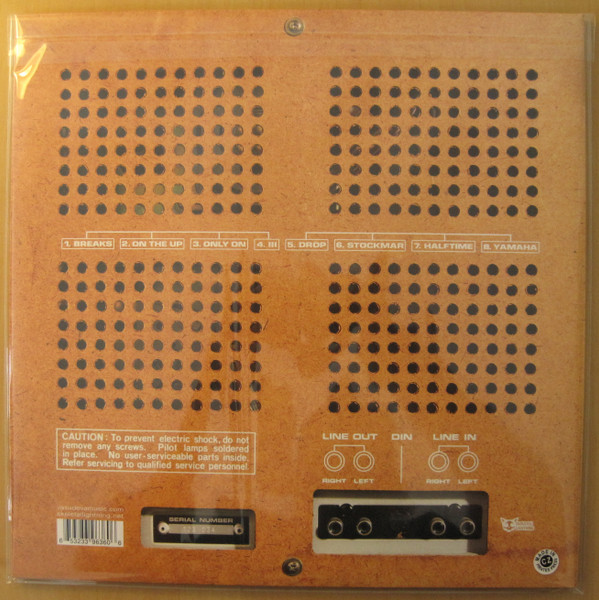 1. BREAKS 2. ON THE UP 3. ONLY ON 4. III 5. DROP 6. STOCKMAR 7. HALFTIME 8. YAMAHA
CAUTION: To prevent electric shock, do not
remove any screws. Pilot lamps soldered
in place. No user-serviceable parts inside.
Refer servicing to qualified service personnel.
LINE OUT DIN LINE IN
RIGHT LEFT RIGHT LEFT
SERIAL NUMBER
MADE IN